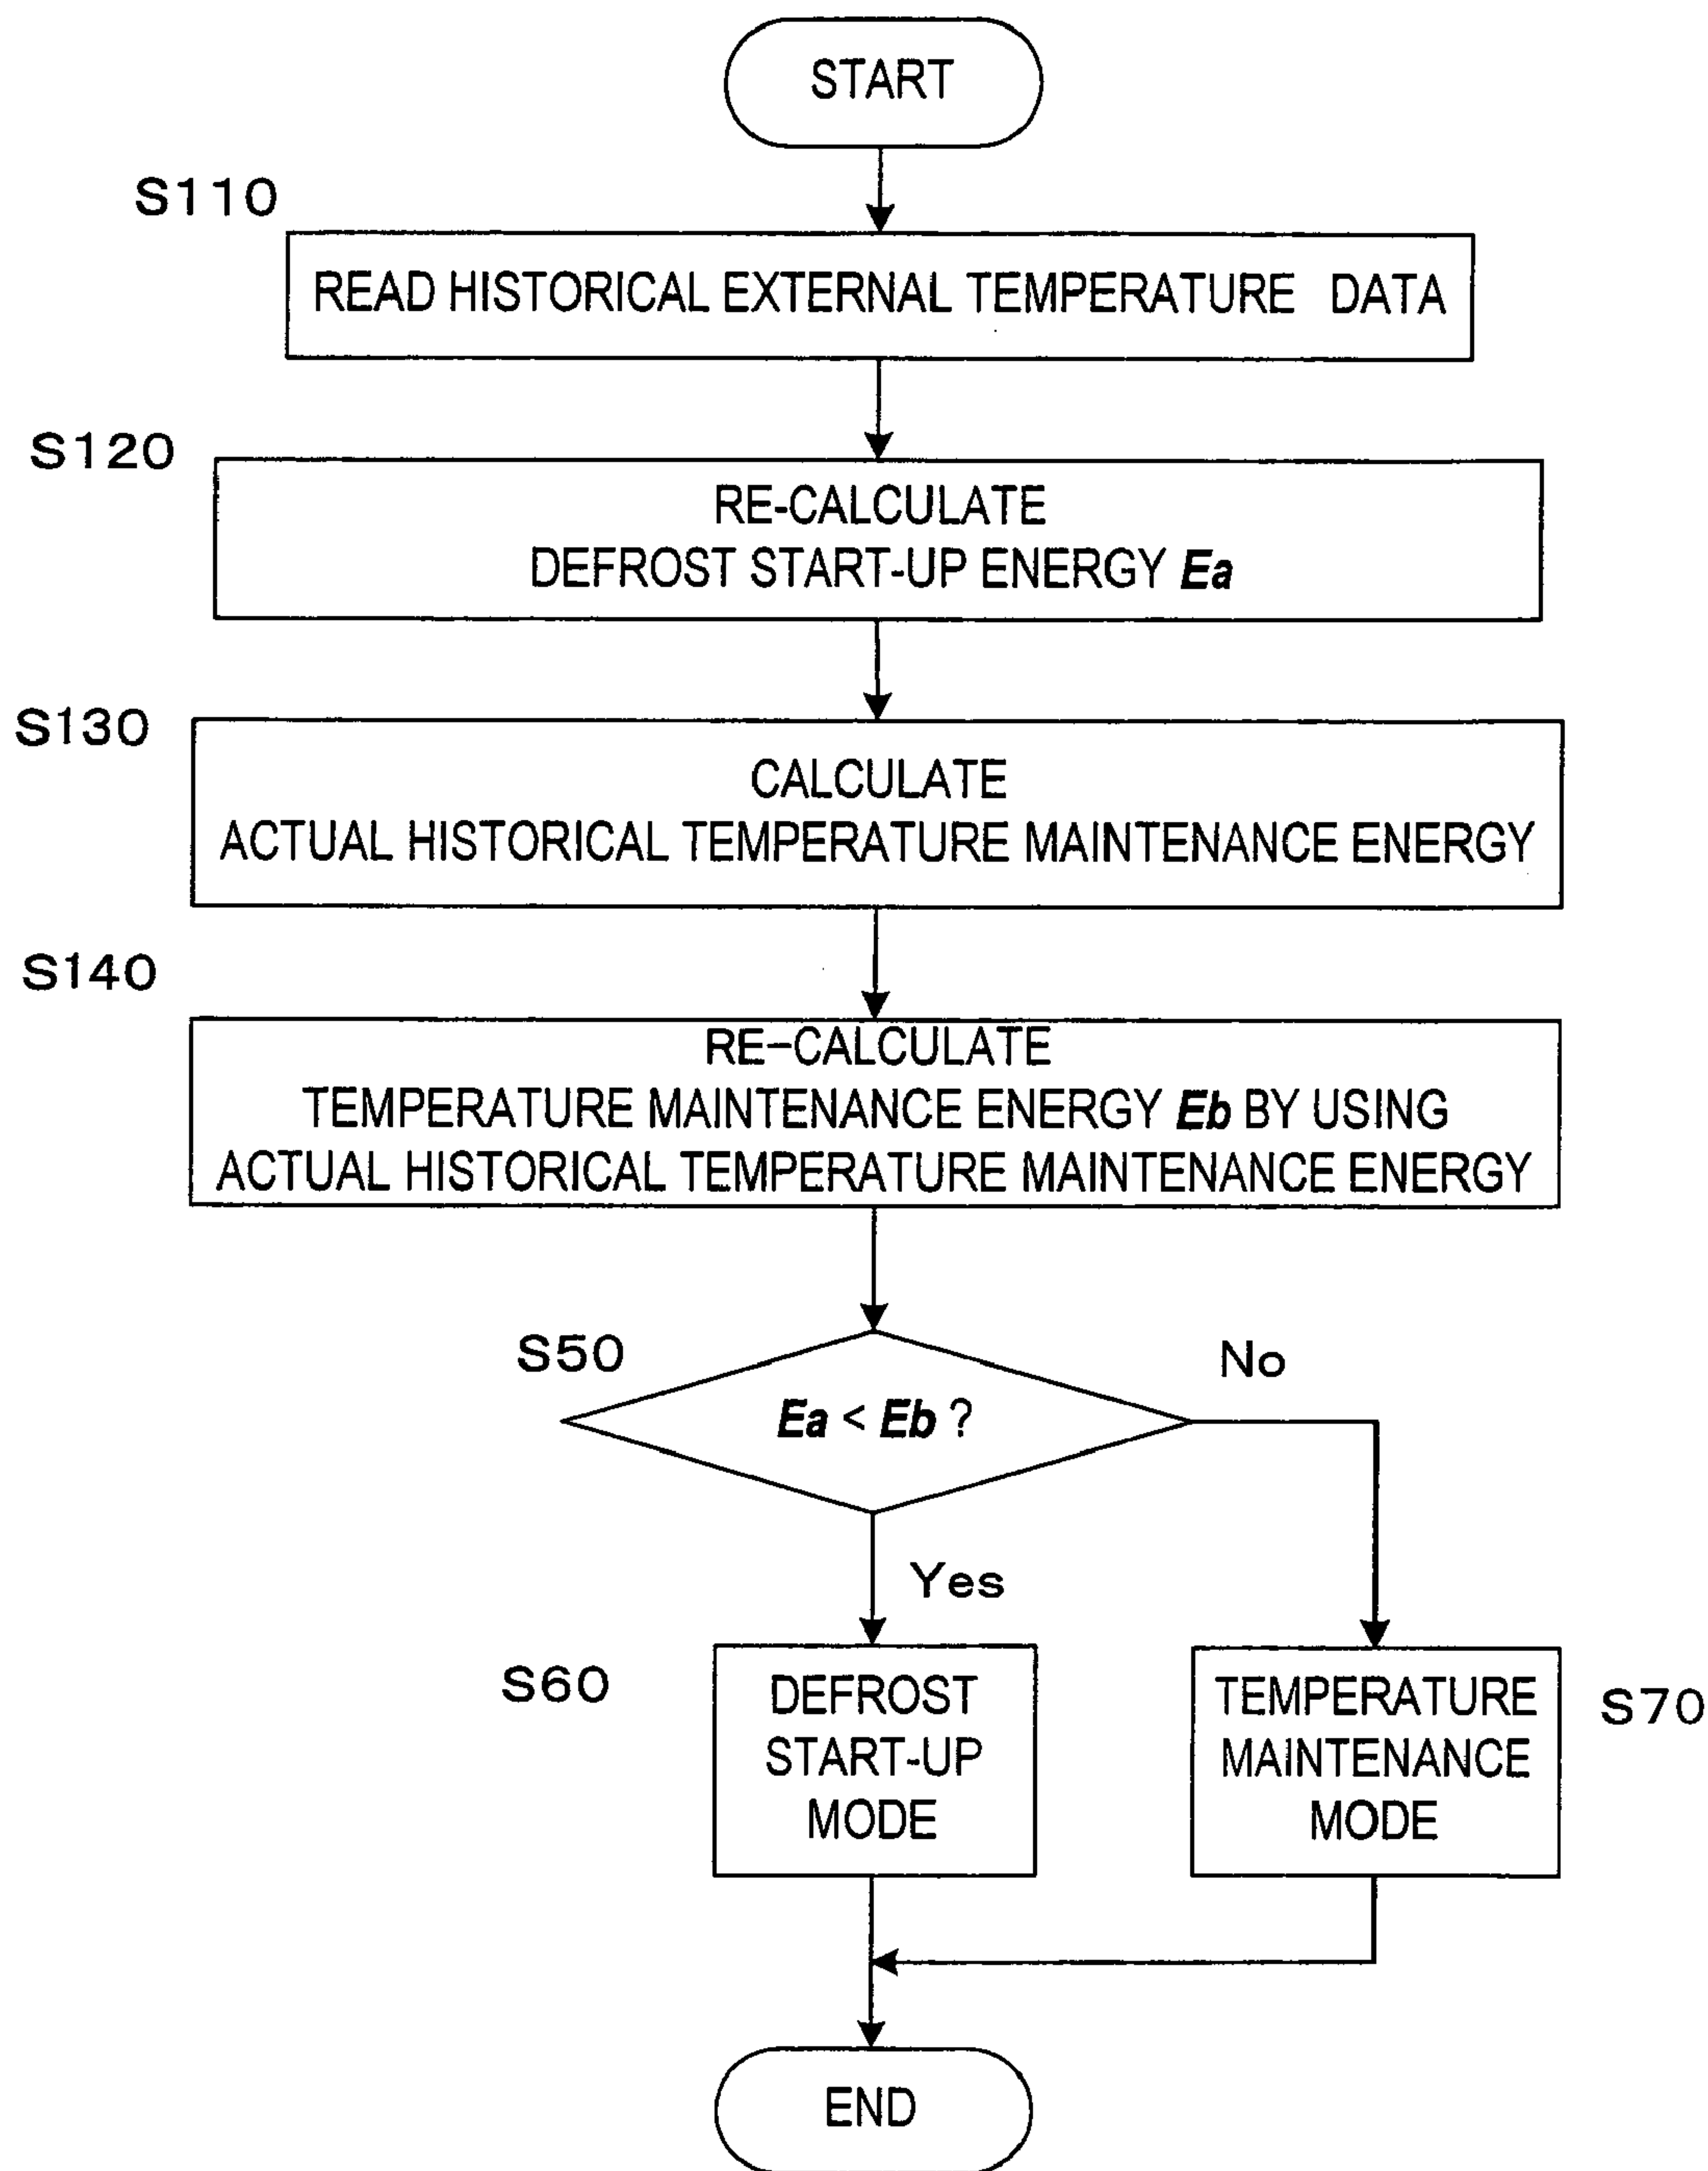 START
S110
READ HISTORICAL EXTERNAL TEMPERATURE DATA
S120
RE-CALCULATE
DEFROST START-UP ENERGY Ea
S130
CALCULATE
ACTUAL HISTORICAL TEMPERATURE MAINTENANCE ENERGY
S140
RE-CALCULATE
TEMPERATURE MAINTENANCE ENERGY Eb BY USING
ACTUAL HISTORICAL TEMPERATURE MAINTENANCE ENERGY
S50
No
Ea < Eb ?
Yes
S60
DEFROST
START-UP
MODE
TEMPERATURE
MAINTENANCE
MODE
S70
END